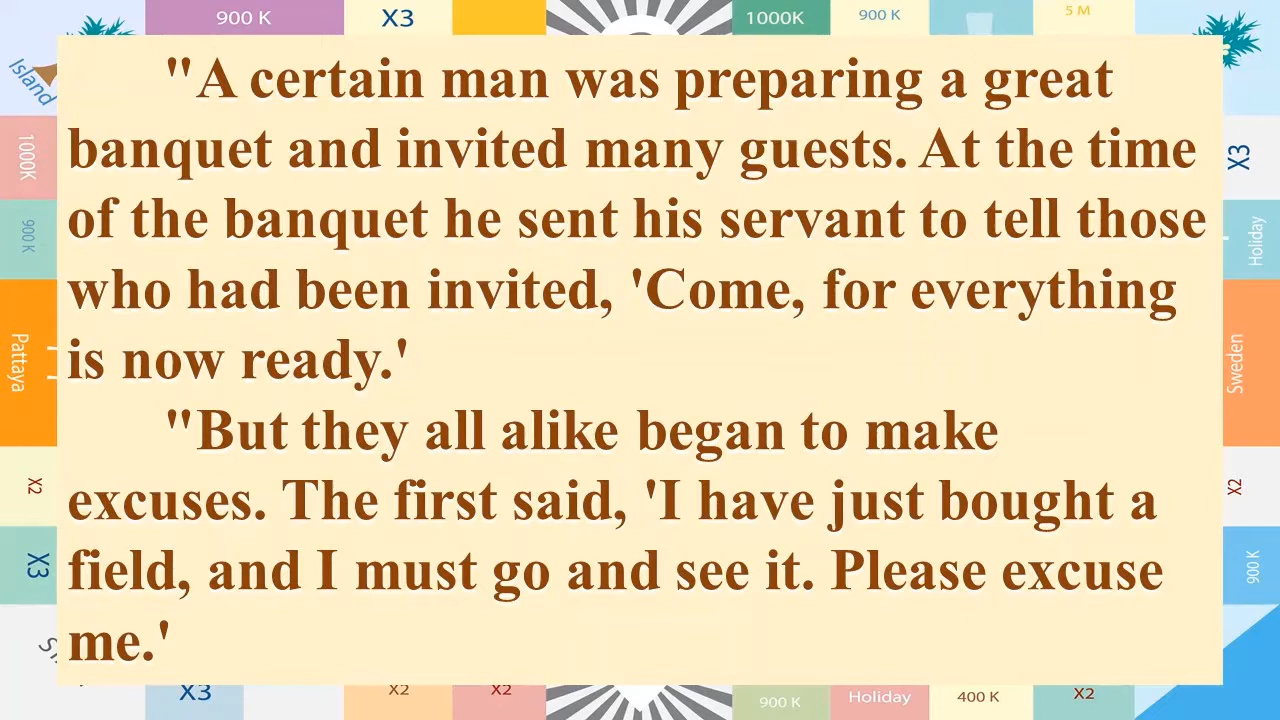 900 K
X3
1000K
900 K
5 M
Island
"A certain man was preparing a great
banquet and invited many guests. At the time
of the banquet he sent his servant to tell those
who had been invited, 'Come, for everything
is now ready.'
"But they all alike began to make
excuses. The first said, 'I have just bought a
field, and I must go and see it. Please excuse
me.'
1000K
900 K
Pattaya
X2
X3
X3
Holiday
Sweden
X2
900 K
X3
X2
X2
900 K
Holiday
400 K
X2